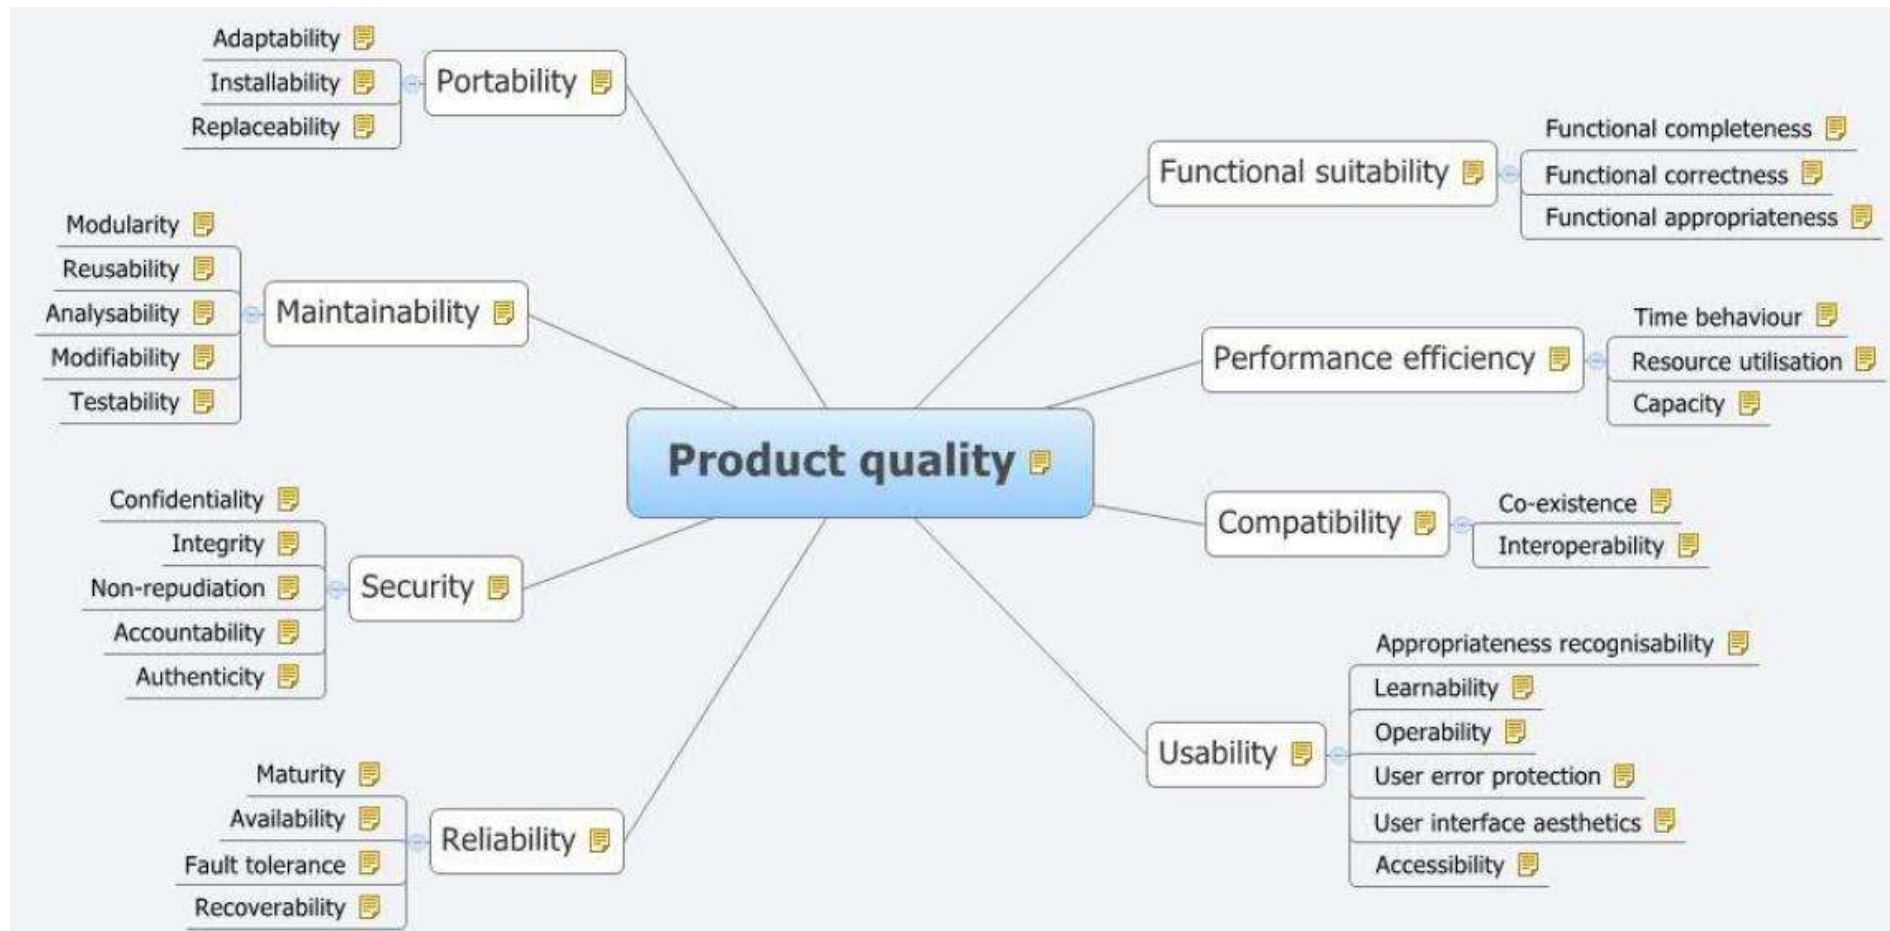 Adaptability
Installability
Replaceability
Portability
Modularity
Reusability
Analysability
Modifiability
Testability
Maintainability
Confidentiality
Integrity
Non-repudiation
Accountability
Authenticity
Security
Maturity
Availability
Fault tolerance
Recoverability
Reliability
Product quality
Functional suitability
Functional completeness
Functional correctness
Functional appropriateness
Performance efficiency
Time behaviour
Resource utilisation
Capacity
Compatibility
Co-existence
Interoperability
Usability
Appropriateness recognisability
Learnability
Operability
User error protection
User interface aesthetics
Accessibility